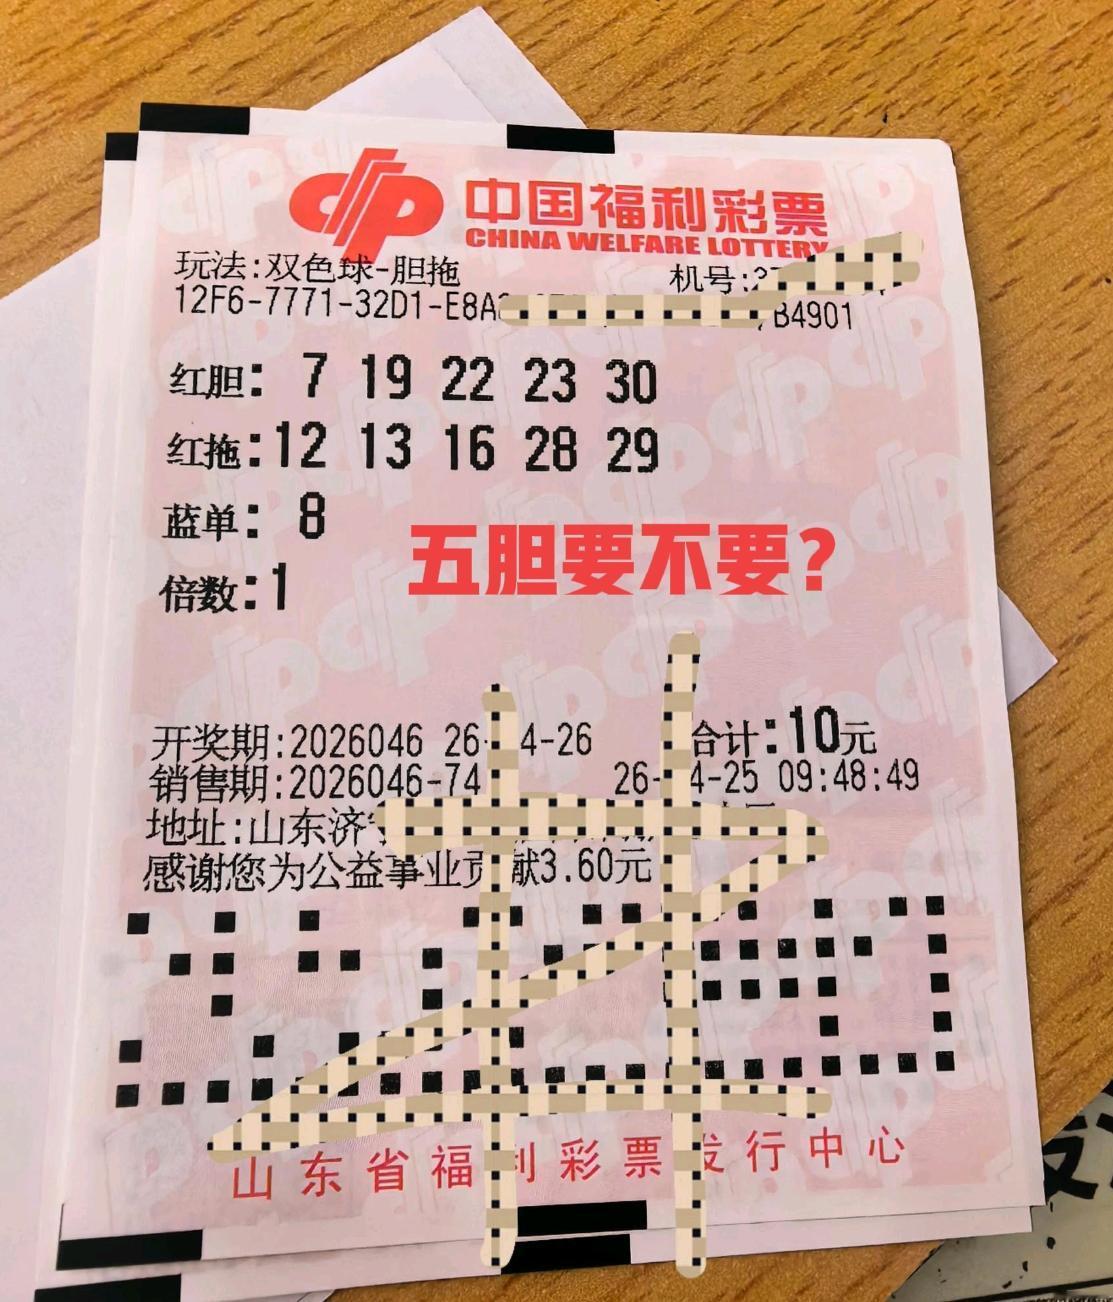 中国福利彩票
CHINA WELFARE LOTTERY
玩法:双色球-胆拖 机号:
12F6-7771-32D1-E8A B4901
红胆: 7 19 22 23 30
红拖:12 13 16 28 29
蓝单: 8
五胆要不要?
倍数:1
开奖期:2026046 26- 4-26 合计:10元
销售期:2026046-74 26- 4-25 09:48:49
地址:山东济
感谢您为公益事业贡献3.60元
山东省福利彩票发行中心